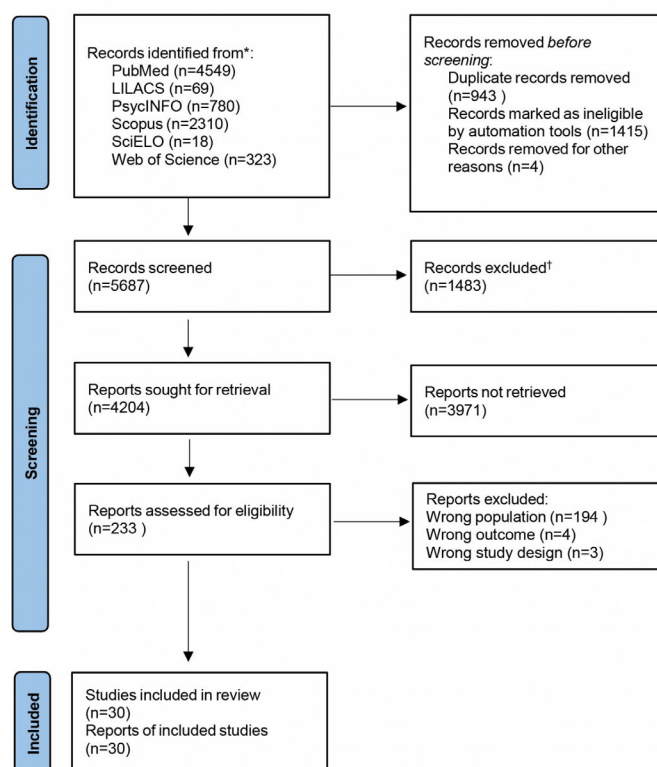 Identification
Records identified from*:
PubMed (n=4549)
LILACS (n=69)
PsycINFO (n=780)
Scopus (n=2310)
SciELO (n=18)
Web of Science (n=323)
Records removed before
screening:
Duplicate records removed
(n=943 )
Records marked as ineligible
by automation tools (n=1415)
Records removed for other
reasons (n=4)
Screening
Records screened
(n=5687)
Records excluded†
(n=1483)
Reports sought for retrieval
(n=4204)
Reports not retrieved
(n=3971)
Reports assessed for eligibility
(n=233 )
Reports excluded:
Wrong population (n=194 )
Wrong outcome (n=4)
Wrong study design (n=3)
Included
Studies included in review
(n=30)
Reports of included studies
(n=30)